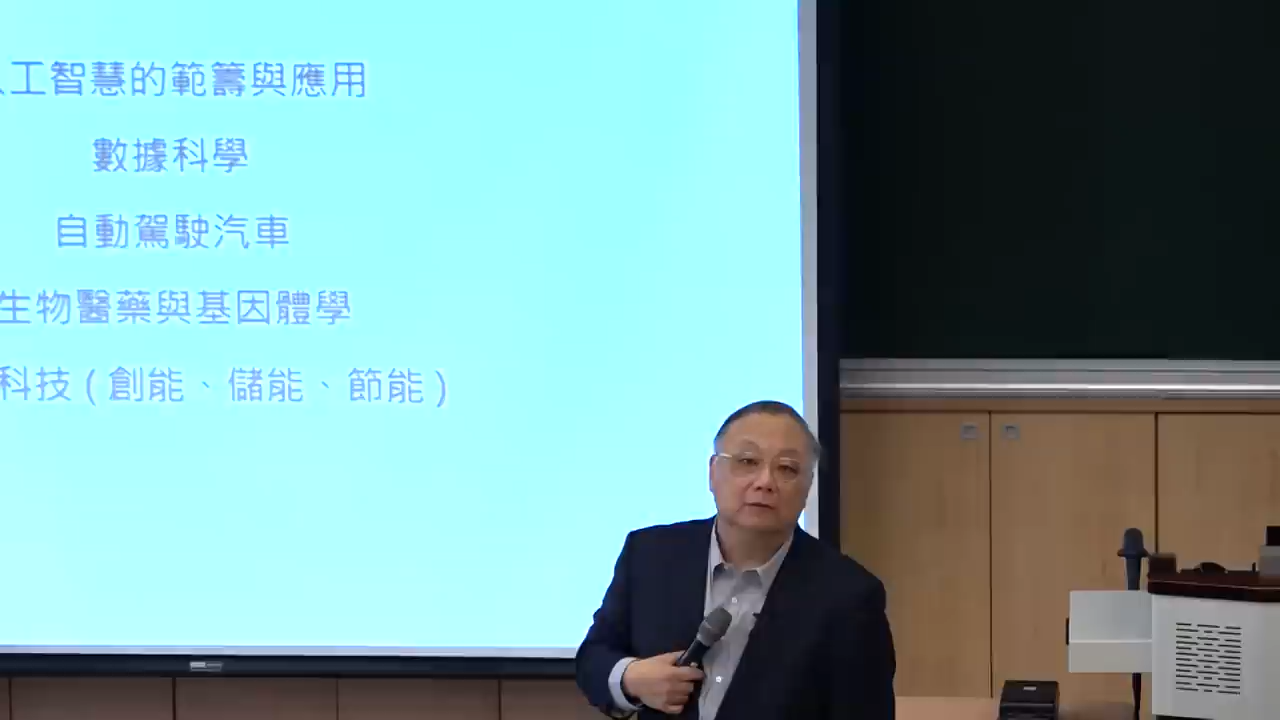 人工智慧的範籌與應用
數據科學
自動駕駛汽車
生物醫藥與基因體學
科技(創能、儲能、節能)